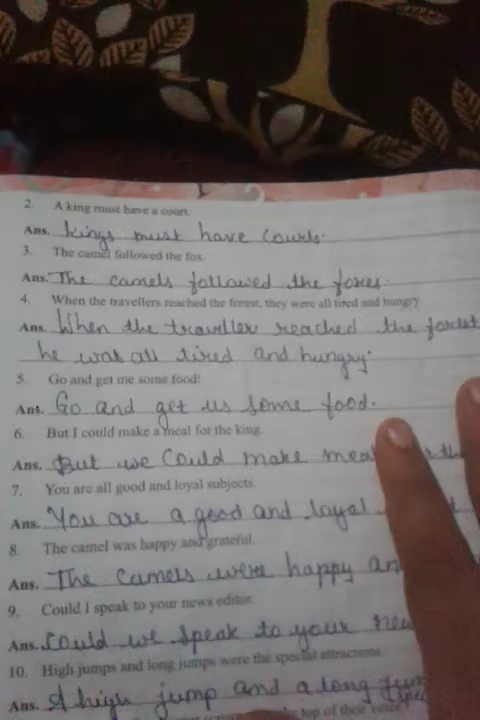 2. A king must have a court.
Ans. Kings must have courts.
3. The camel followed the fox.
Ans. The camels followed the foxes.
4. When the travellers reached the forest, they were all tired and hungry
Ans. When the traveller reached the forest
he was all tired and hungry.
5. Go and get me some food!
Ans. Go and get us some food.
6. But I could make a meal for the king.
Ans. But we could make
7. You are all good and loyal subjects.
Ans. You are a good and loyal
8. The camel was happy and grateful.
Ans. The camels were happy
9. Could I speak to your news editor.
Ans. Could we speak to your
10. High jumps and long jumps were the special attractions.
Ans. A high jump and a long
top of their voice